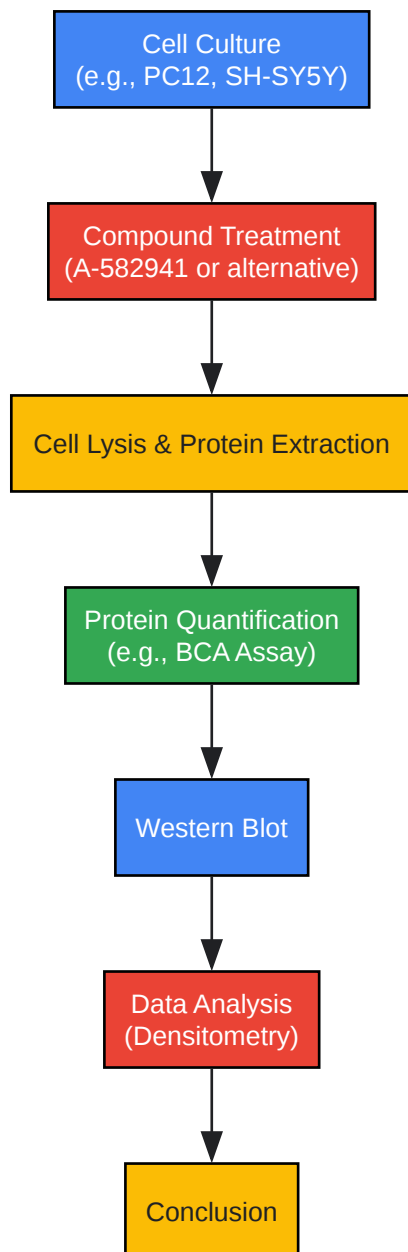 Cell Culture
(e.g., PC12, SH-SY5Y)
Compound Treatment
(A-582941 or alternative)
Cell Lysis & Protein Extraction
Protein Quantification
(e.g., BCA Assay)
Western Blot
Data Analysis
(Densitometry)
Conclusion